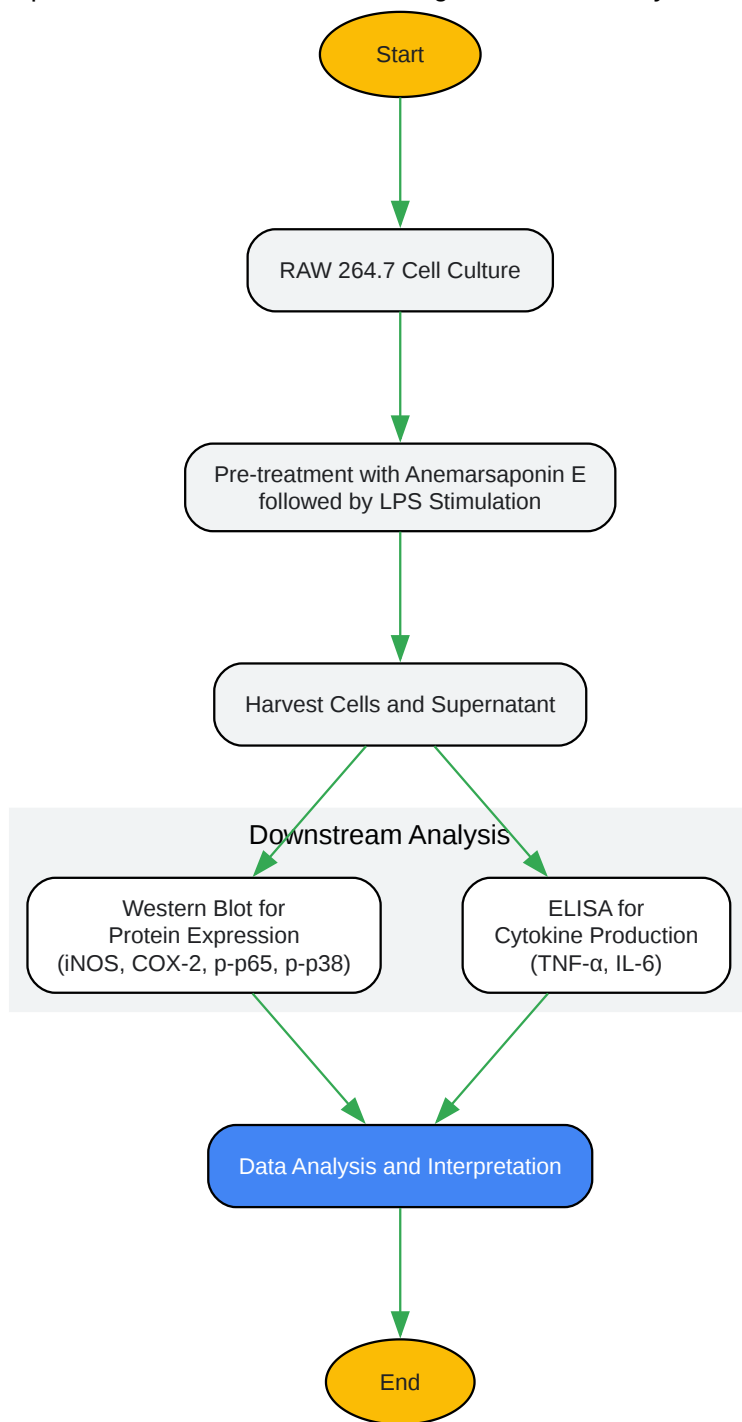 Start
RAW 264.7 Cell Culture
Pre-treatment with Anemarsaponin E
followed by LPS Stimulation
Harvest Cells and Supernatant
Downstream Analysis
Western Blot for
Protein Expression
(iNOS, COX-2, p-p65, p-p38)
ELISA for
Cytokine Production
(TNF-α, IL-6)
Data Analysis and Interpretation
End